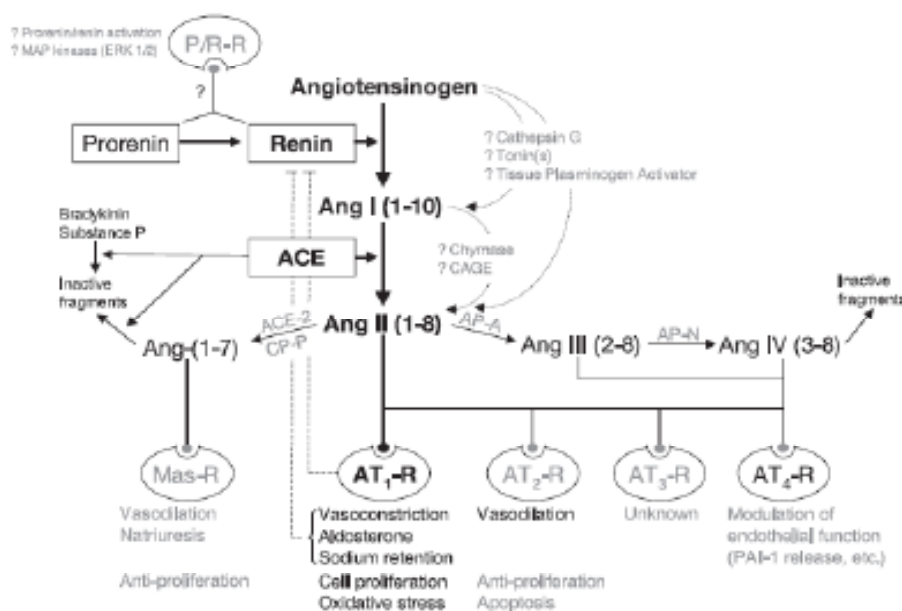 ? Prorenin/renin activation
? MAP kinase (ERK 1/2)
P/R-R
?
Angiotensinogen
Prorenin
Renin
? Cathepsin G
? Tonin(s)
? Tissue Plasminogen Activator
Ang I (1-10)
Bradykinin
Substance P
ACE
? Chymase
? CAGE
Inactive
fragments
Inactive
fragments
ACE-2
CP-P
Ang II (1-8)
AP-A
Ang-(1-7)
Ang III (2-8)
AP-N
Ang IV (3-8)
Mas-R
AT1-R
AT2-R
AT3-R
AT4-R
Vasodilation
Natriuresis
Anti-proliferation
Vasoconstriction
Aldosterone
Sodium retention
Cell proliferation
Oxidative stress
Vasodilation
Anti-proliferation
Apoptosis
Unknown
Modulation of
endothelial function
(PAI-1 release, etc.)